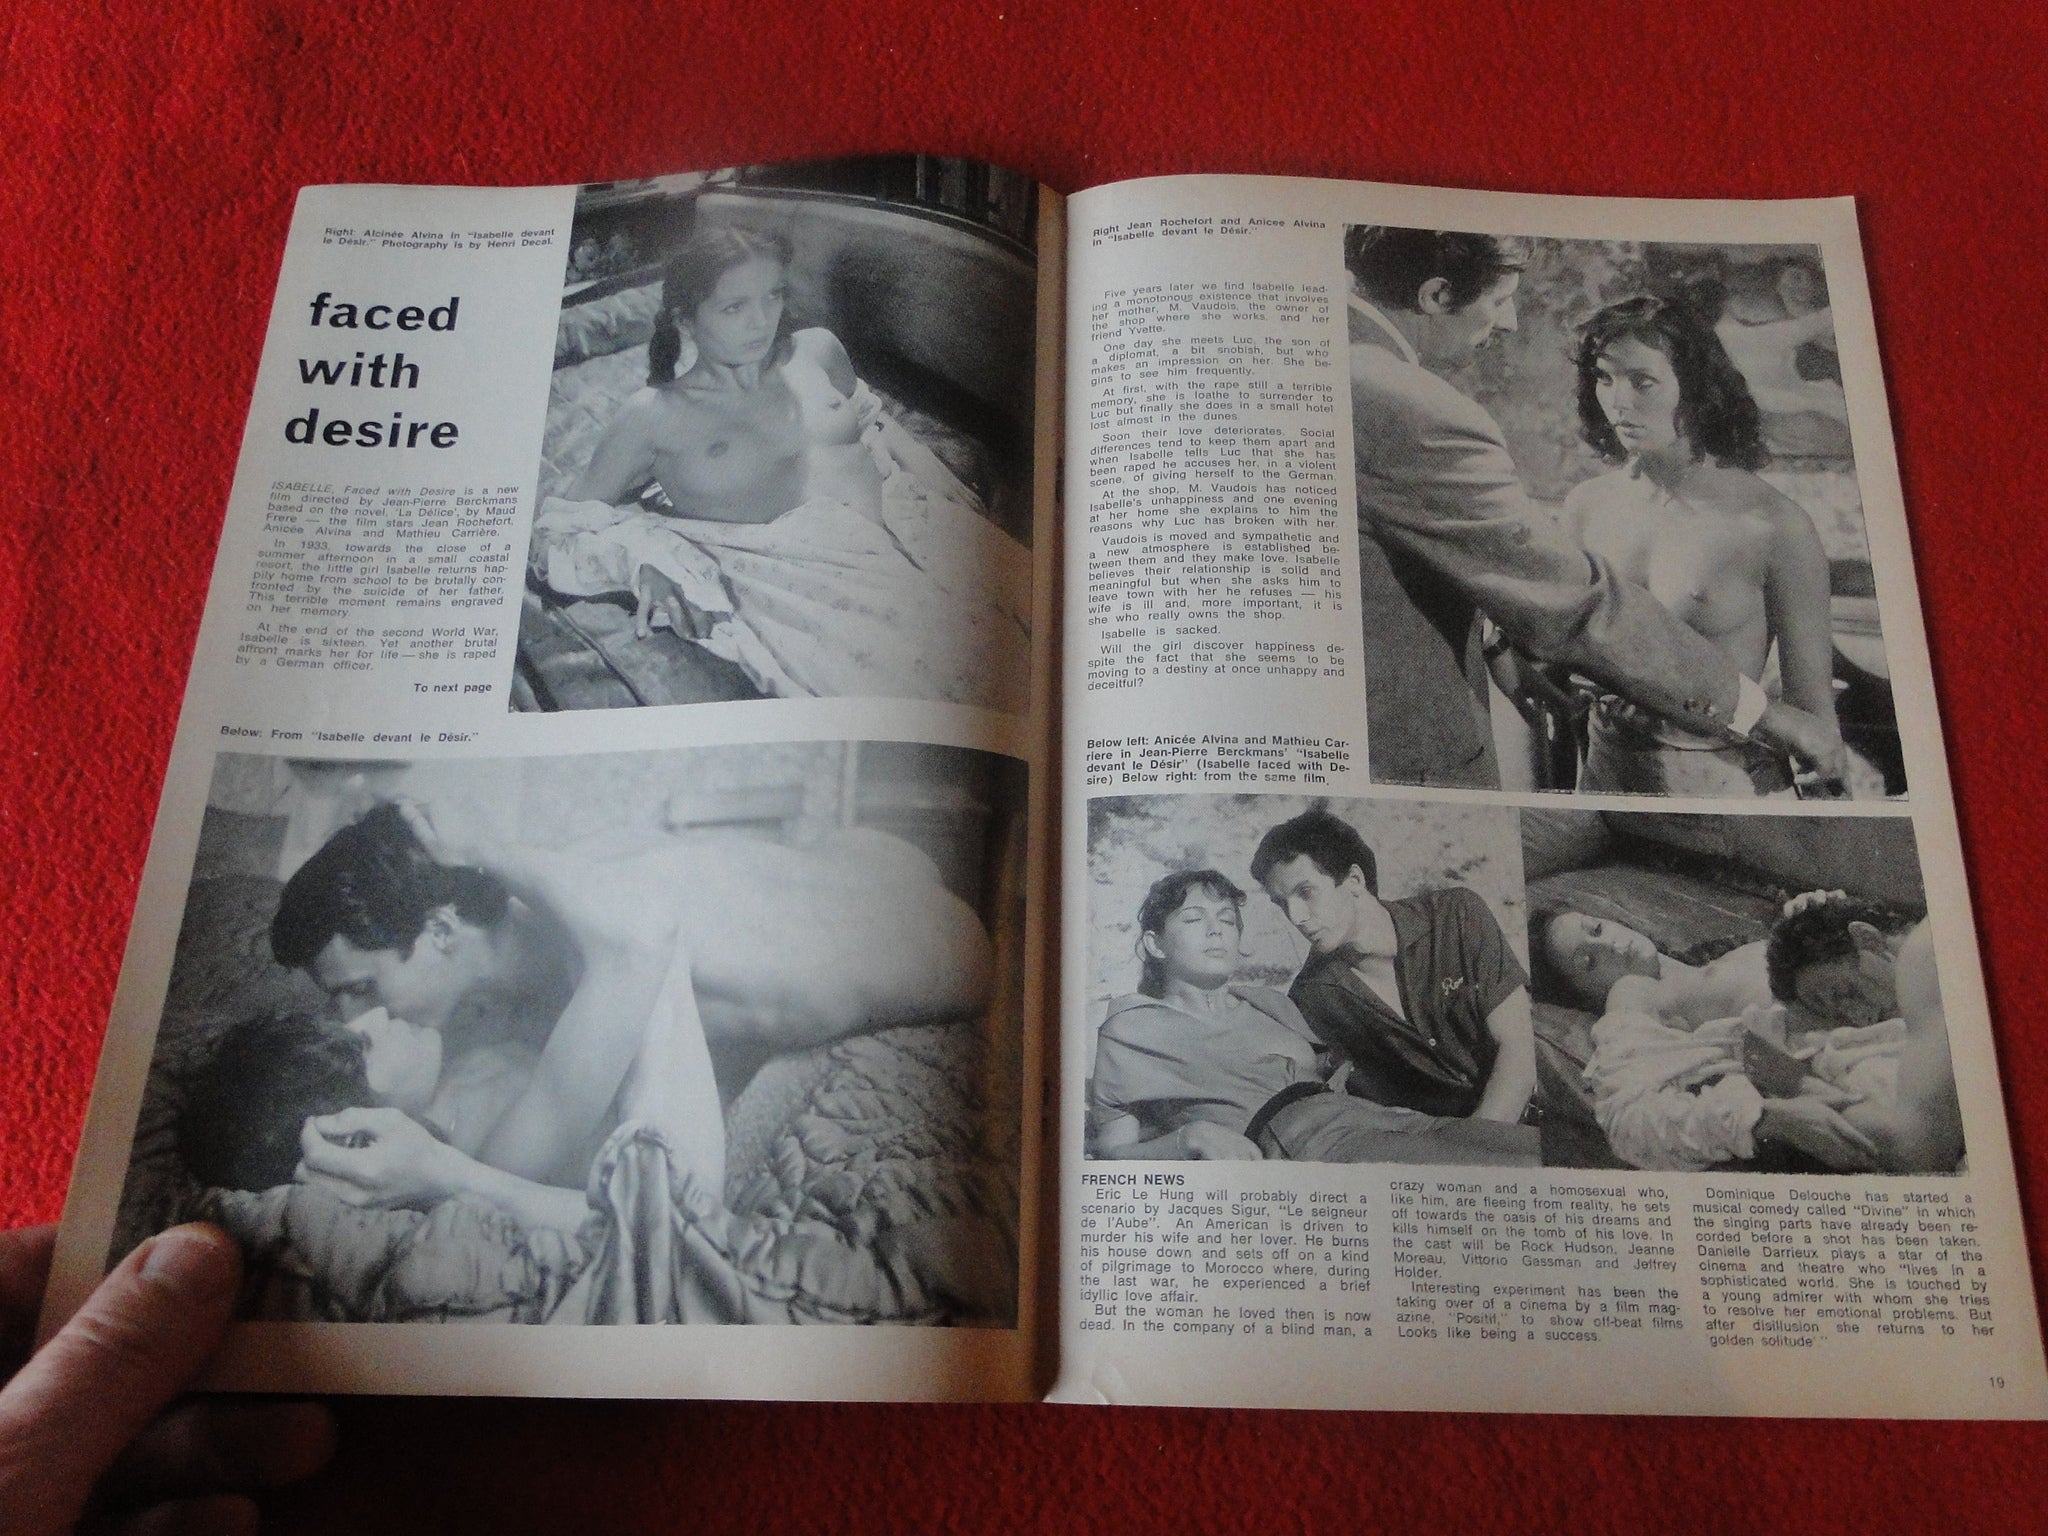 Right: Alcinée Alvina in "Isabelle devant
le Désir." Photography is by Henri Decal.
faced
with
desire
ISABELLE, Faced with Desire is a new
film directed by Jean-Pierre Berckmans
based on the novel, 'La Délice', by Maud
Frere — the film stars Jean Rochefort,
Anicée Alvina and Mathieu Carrière.
In 1933, towards the close of a
summer afternoon in a small coastal
resort, the little girl Isabelle returns hap-
pily home from school to be brutally con-
fronted by the suicide of her father.
This terrible moment remains engraved
on her memory.
At the end of the second World War,
Isabelle is sixteen. Yet another brutal
affront marks her for life — she is raped
by a German officer.
To next page
Below: From "Isabelle devant le Désir."
Right Jean Rochefort and Anicee Alvina
in "Isabelle devant le Désir."
Five years later we find Isabelle lead-
ing a monotonous existence that involves
her mother, M. Vaudois, the owner of
the shop where she works, and her
friend Yvette.
One day she meets Luc, the son of
a diplomat, a bit snobish, but who
makes an impression on her. She be-
gins to see him frequently.
At first, with the rape still a terrible
memory, she is loathe to surrender to
Luc but finally she does in a small hotel
lost almost in the dunes.
Soon their love deteriorates. Social
differences tend to keep them apart and
when Isabelle tells Luc that she has
been raped he accuses her, in a violent
scene, of giving herself to the German.
At the shop, M. Vaudois has noticed
Isabelle's unhappiness and one evening
at her home she explains to him the
reasons why Luc has broken with her.
Vaudois is moved and sympathetic and
a new atmosphere is established be-
tween them and they make love. Isabelle
believes their relationship is solid and
meaningful but when she asks him to
leave town with her he refuses — his
wife is ill and, more important, it is
she who really owns the shop.
Isabelle is sacked.
Will the girl discover happiness de-
spite the fact that she seems to be
moving to a destiny at once unhappy and
deceitful?
Below left: Anicée Alvina and Mathieu Car-
riere in Jean-Pierre Berckmans' "Isabelle
devant le Désir" (Isabelle faced with De-
sire) Below right: from the same film.
FRENCH NEWS
Eric Le Hung will probably direct a
scenario by Jacques Sigur, "Le seigneur
de l'Aube". An American is driven to
murder his wife and her lover. He burns
his house down and sets off on a kind
of pilgrimage to Morocco where, during
the last war, he experienced a brief
idyllic love affair.
But the woman he loved then is now
dead. In the company of a blind man, a
crazy woman and a homosexual who,
like him, are fleeing from reality, he sets
off towards the oasis of his dreams and
kills himself on the tomb of his love. In
the cast will be Rock Hudson, Jeanne
Moreau, Vittorio Gassman and Jeffrey
Holder.
Interesting experiment has been the
taking over of a cinema by a film mag-
azine, "Positif," to show off-beat films
Looks like being a success.
Dominique Delouche has started a
musical comedy called "Divine" in which
the singing parts have already been re-
corded before a shot has been taken.
Danielle Darrieux plays a star of the
cinema and theatre who "lives in a
sophisticated world. She is touched by
a young admirer with whom she tries
to resolve her emotional problems. But
after disillusion she returns to her
'golden solitude'"
19